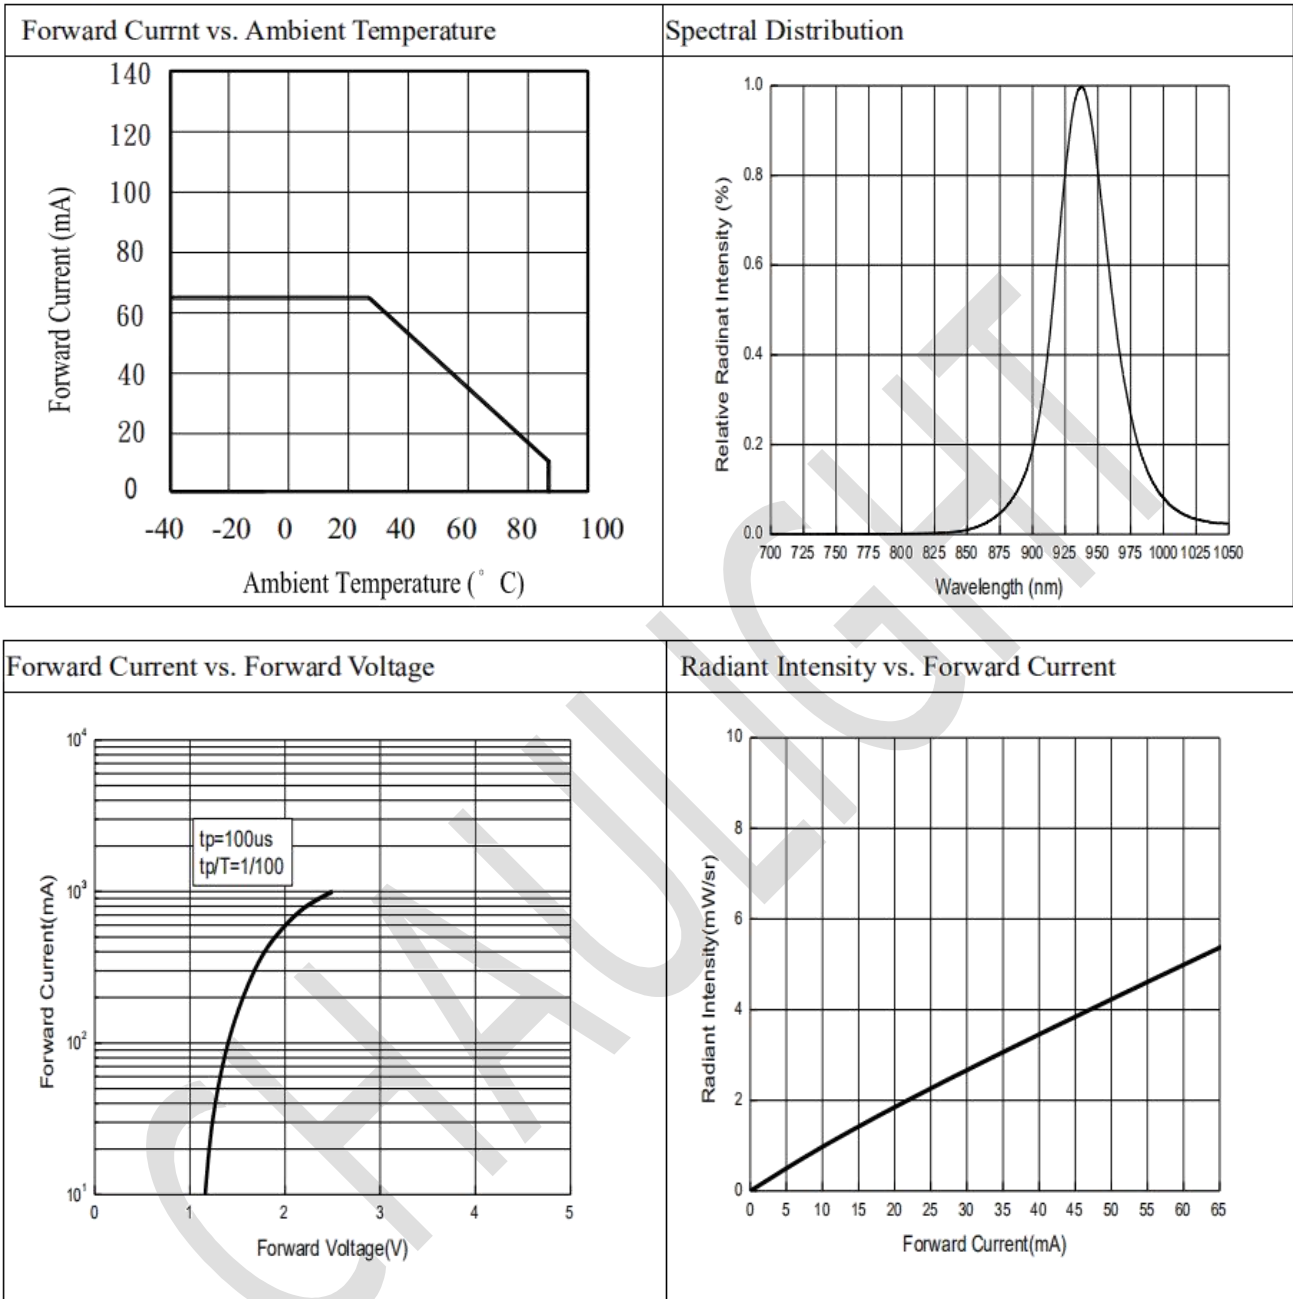 Forward Currnt vs. Ambient Temperature
Forward Current (mA)
140
120
100
80
60
40
20
0
-40 -20 0 20 40 60 80 100
Ambient Temperature (° C)
Spectral Distribution
Relative Radinat Intensity (%)
1.0
0.8
0.6
0.4
0.2
0.0
700 725 750 775 800 825 850 875 900 925 950 975 1000 1025 1050
Wavelength (nm)
Forward Current vs. Forward Voltage
Forward Current(mA)
10⁴
tp=100us
tp/T=1/100
10³
10²
10¹
0 1 2 3 4 5
Forward Voltage(V)
Radiant Intensity vs. Forward Current
Radiant Intensity(mW/sr)
10
8
6
4
2
0
0 5 10 15 20 25 30 35 40 45 50 55 60 65
Forward Current(mA)
CHAULIGHT